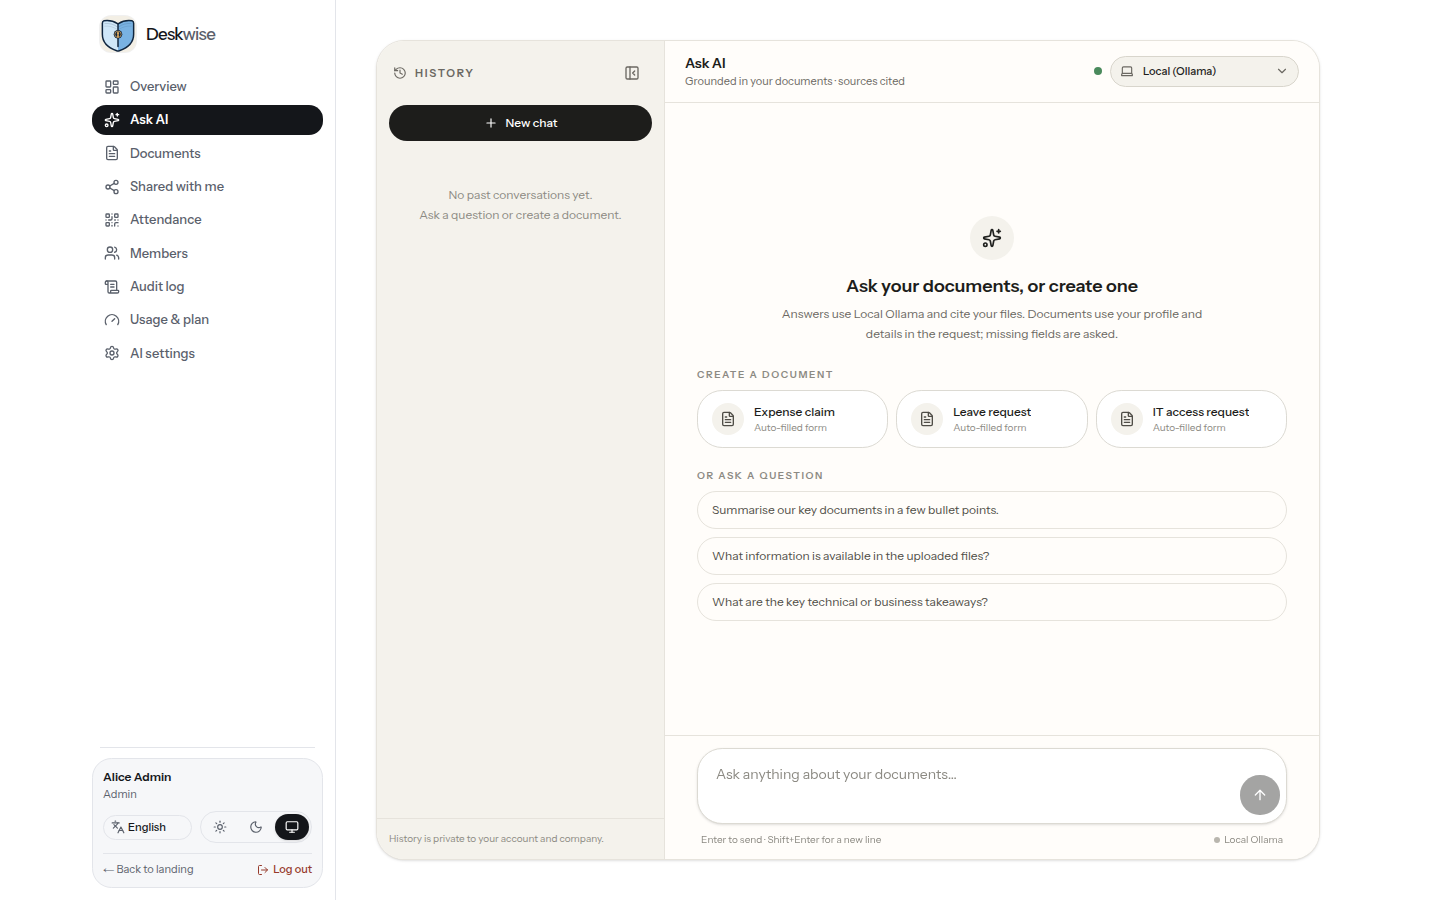 Deskwise
Overview
Ask AI
Documents
Shared with me
Attendance
Members
Audit log
Usage & plan
AI settings
Alice Admin
Admin
English
← Back to landing
Log out
HISTORY
New chat
No past conversations yet.
Ask a question or create a document.
History is private to your account and company.
Ask AI
Grounded in your documents · sources cited
Local (Ollama)
Ask your documents, or create one
Answers use Local Ollama and cite your files. Documents use your profile and
details in the request; missing fields are asked.
CREATE A DOCUMENT
Expense claim
Auto-filled form
Leave request
Auto-filled form
IT access request
Auto-filled form
OR ASK A QUESTION
Summarise our key documents in a few bullet points.
What information is available in the uploaded files?
What are the key technical or business takeaways?
Ask anything about your documents...
Enter to send · Shift+Enter for a new line
Local Ollama